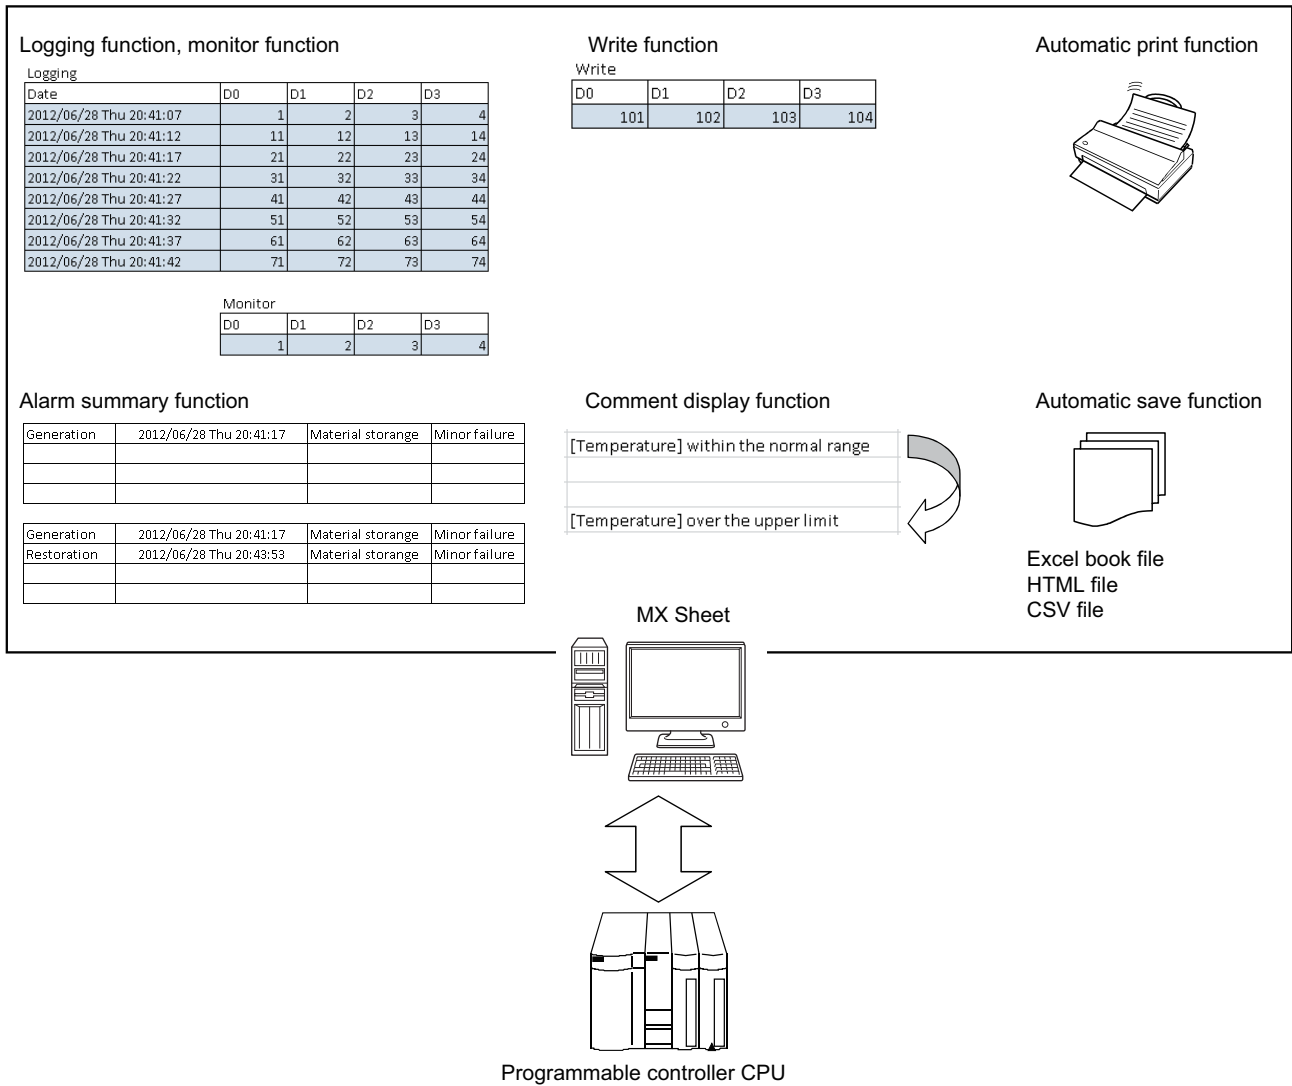 Logging function, monitor function
Logging
Date D0 D1 D2 D3
2012/06/28 Thu 20:41:07 1 2 3 4
2012/06/28 Thu 20:41:12 11 12 13 14
2012/06/28 Thu 20:41:17 21 22 23 24
2012/06/28 Thu 20:41:22 31 32 33 34
2012/06/28 Thu 20:41:27 41 42 43 44
2012/06/28 Thu 20:41:32 51 52 53 54
2012/06/28 Thu 20:41:37 61 62 63 64
2012/06/28 Thu 20:41:42 71 72 73 74
Monitor
D0 D1 D2 D3
1 2 3 4
Write function
Write
D0 D1 D2 D3
101 102 103 104
Automatic print function
Alarm summary function
Generation 2012/06/28 Thu 20:41:17 Material storange Minor failure
Generation 2012/06/28 Thu 20:41:17 Material storange Minor failure
Restoration 2012/06/28 Thu 20:43:53 Material storange Minor failure
Comment display function
[Temperature] within the normal range
[Temperature] over the upper limit
Automatic save function
Excel book file
HTML file
CSV file
MX Sheet
Programmable controller CPU